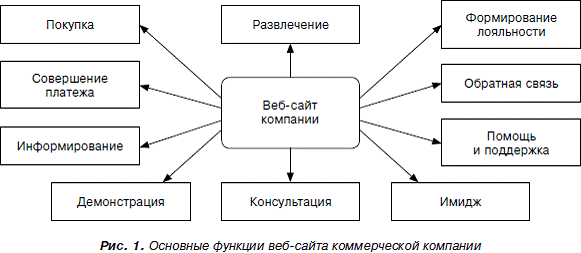 Покупка
Развлечение
Формирование
лояльности
Совершение
платежа
Веб-сайт
компании
Обратная связь
Информирование
Помощь
и поддержка
Демонстрация
Консультация
Имидж
Рис. 1. Основные функции веб-сайта коммерческой компании